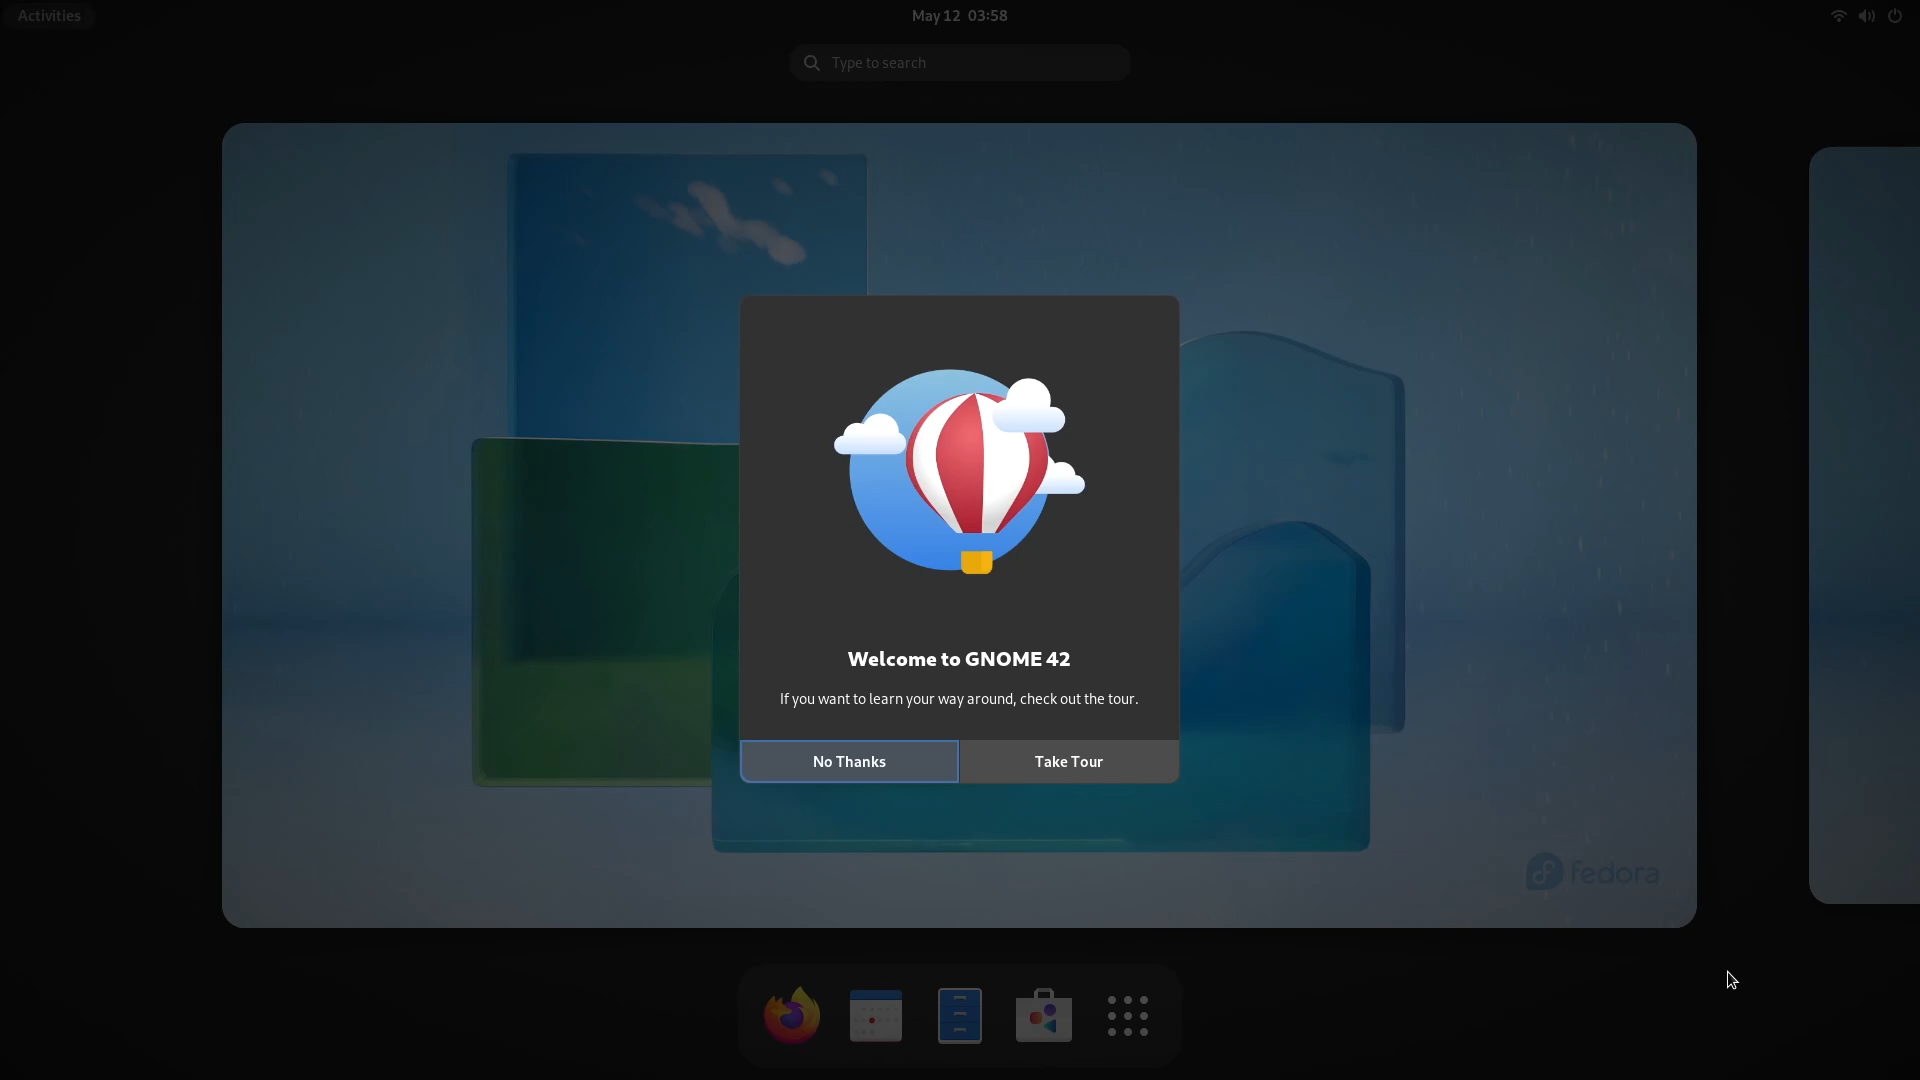 Activities
May 12 03:58
Type to search
Welcome to GNOME 42
If you want to learn your way around, check out the tour.
No Thanks
Take Tour
fedora